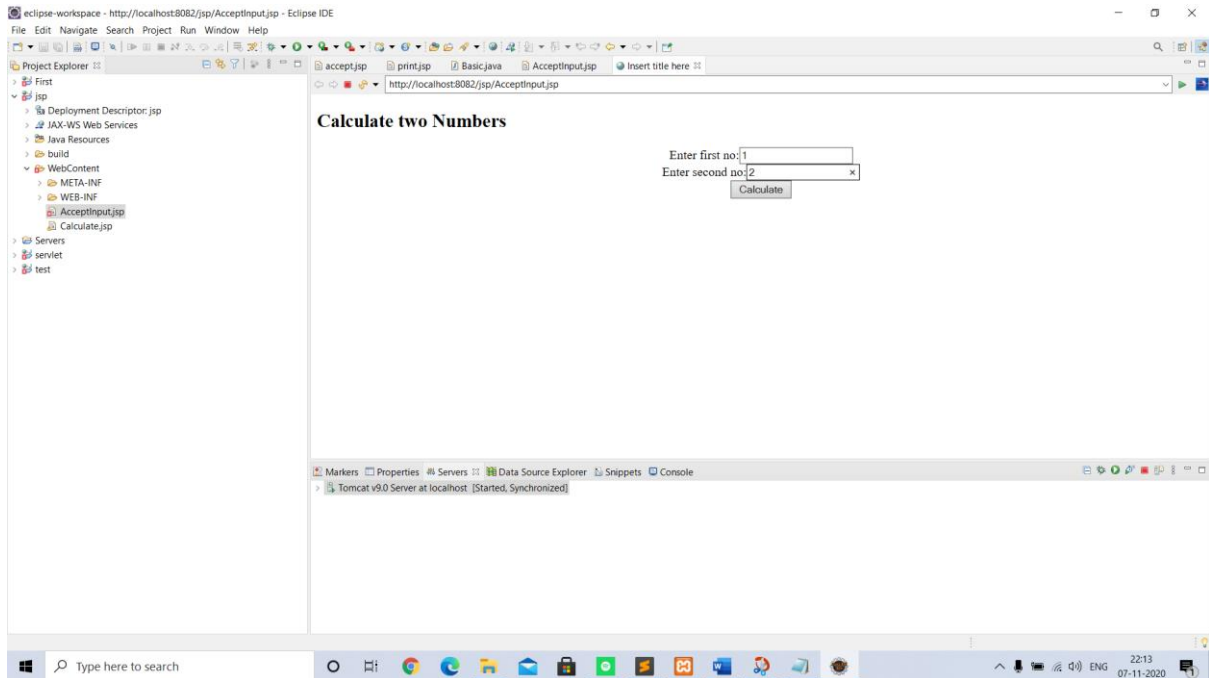 eclipse-workspace - http://localhost:8082/jsp/AcceptInput.jsp - Eclipse IDE
File Edit Navigate Search Project Run Window Help
Project Explorer
accept.jsp print.jsp Basic.java AcceptInput.jsp Insert title here
http://localhost:8082/jsp/AcceptInput.jsp
First
jsp
Deployment Descriptor: jsp
JAX-WS Web Services
Java Resources
build
WebContent
META-INF
WEB-INF
AcceptInput.jsp
Calculate.jsp
Servers
servlet
test
Calculate two Numbers
Enter first no: 1
Enter second no: 2
Calculate
Markers Properties Servers Data Source Explorer Snippets Console
Tomcat v9.0 Server at localhost [Started, Synchronized]
Type here to search
ENG
22:13
07-11-2020